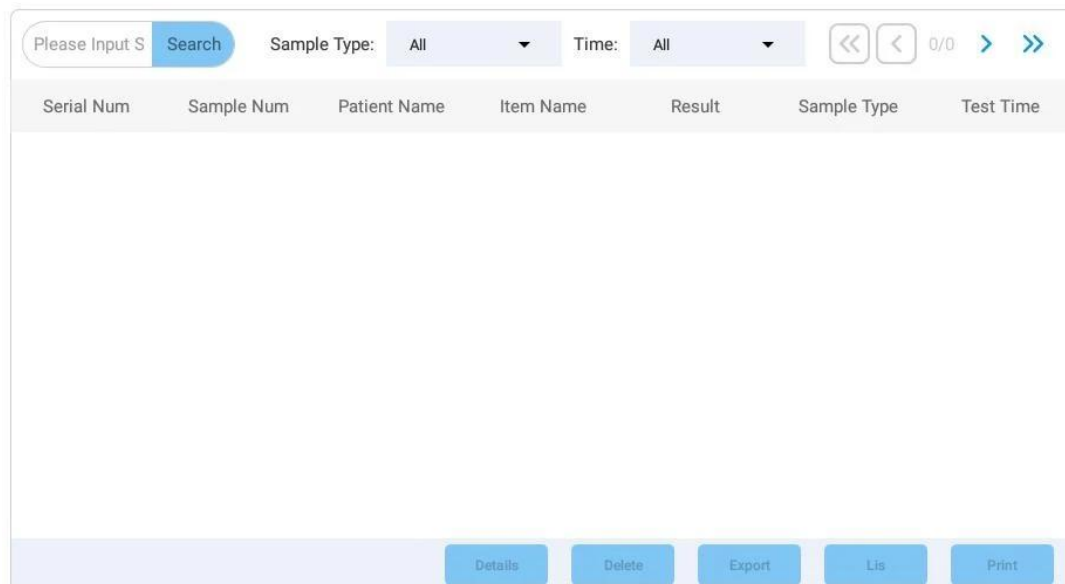 Please Input S Search Sample Type: All Time: All 0/0
Serial Num Sample Num Patient Name Item Name Result Sample Type Test Time
Details Delete Export Lis Print